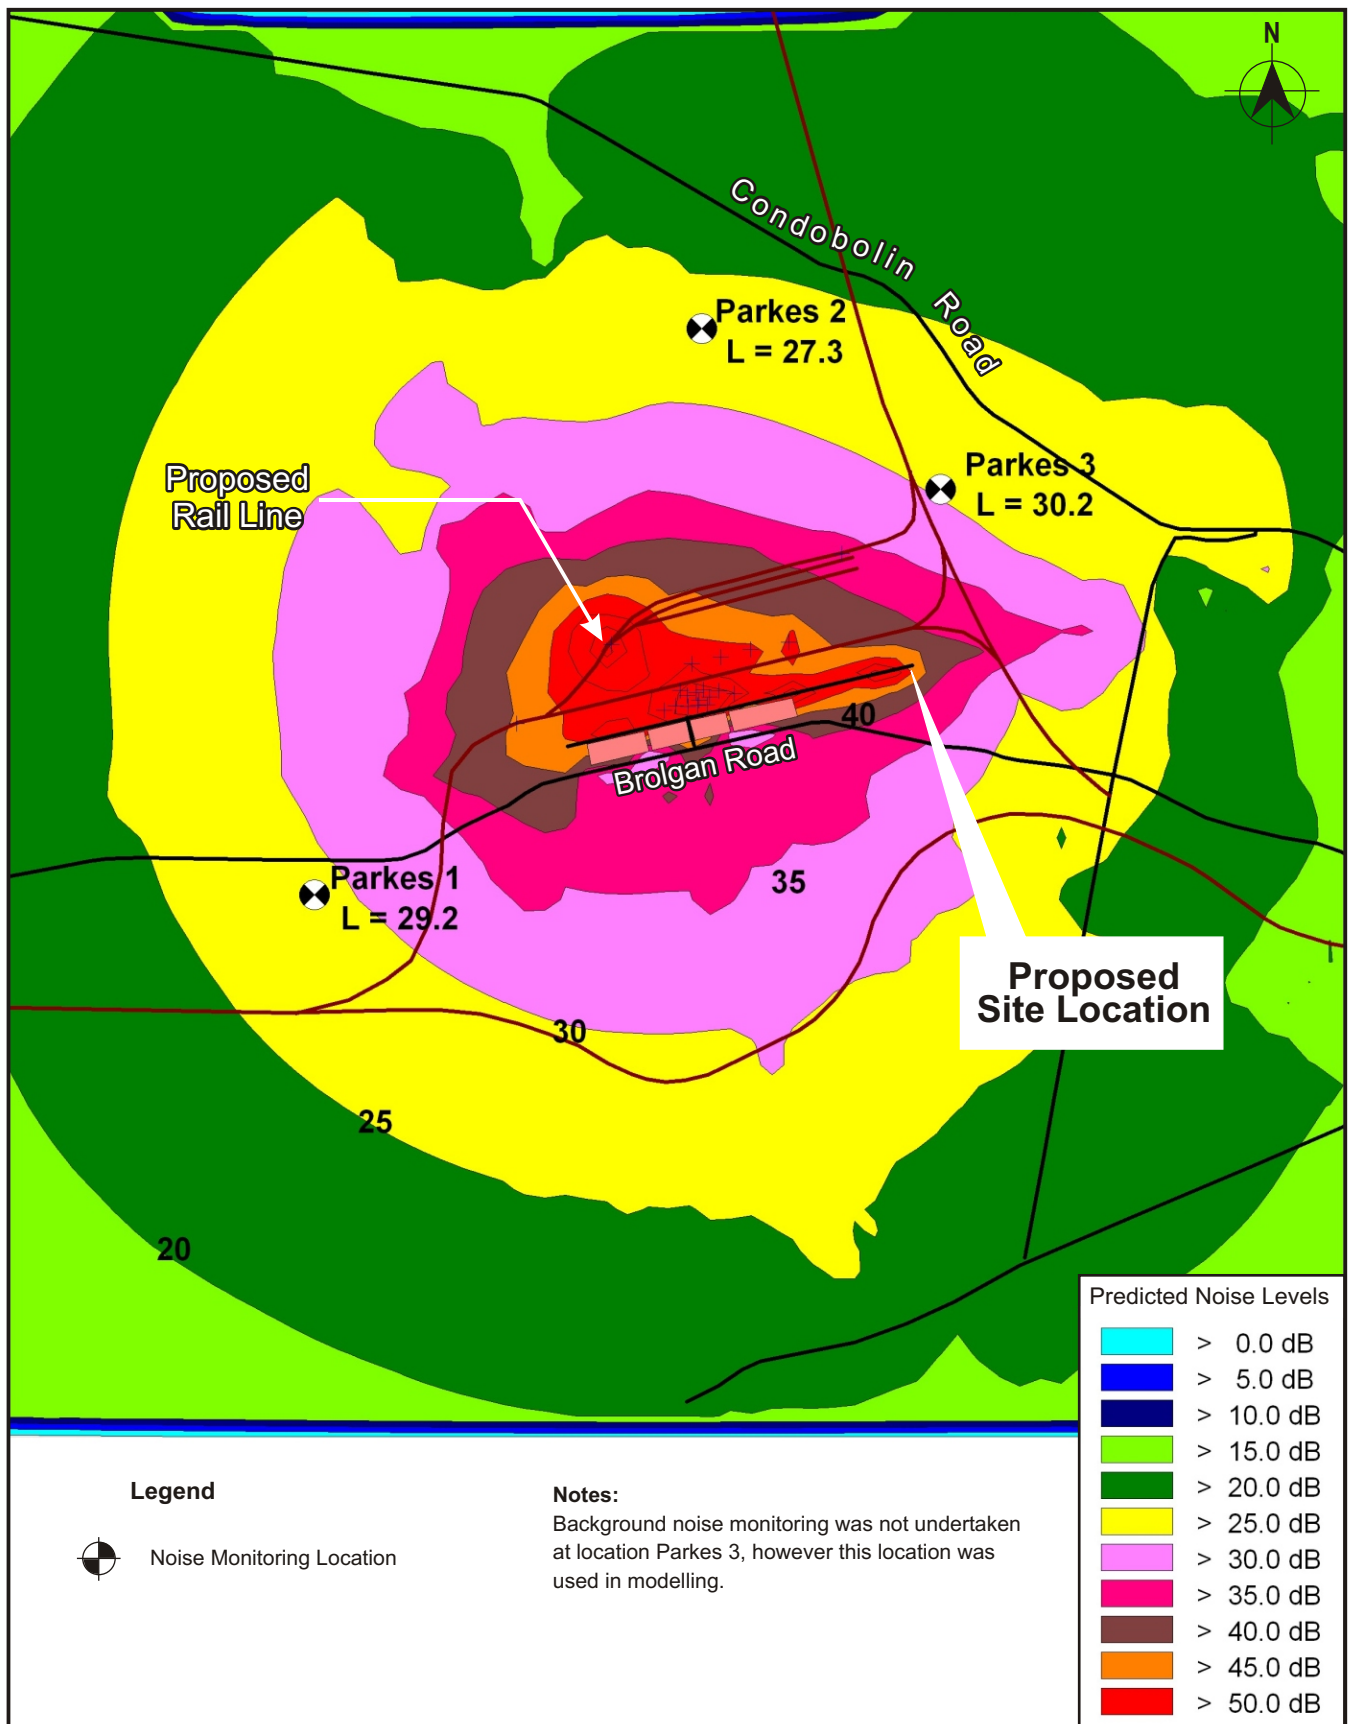 N
Condobolin Road
Parkes 2
L = 27.3
Parkes 3
L = 30.2
Proposed
Rail Line
40
Brolgan Road
Parkes 1
L = 29.2
35
Proposed
Site Location
30
25
20
Predicted Noise Levels
> 0.0 dB
> 5.0 dB
> 10.0 dB
> 15.0 dB
> 20.0 dB
> 25.0 dB
> 30.0 dB
> 35.0 dB
> 40.0 dB
> 45.0 dB
> 50.0 dB
Legend
Noise Monitoring Location
Notes:
Background noise monitoring was not undertaken
at location Parkes 3, however this location was
used in modelling.